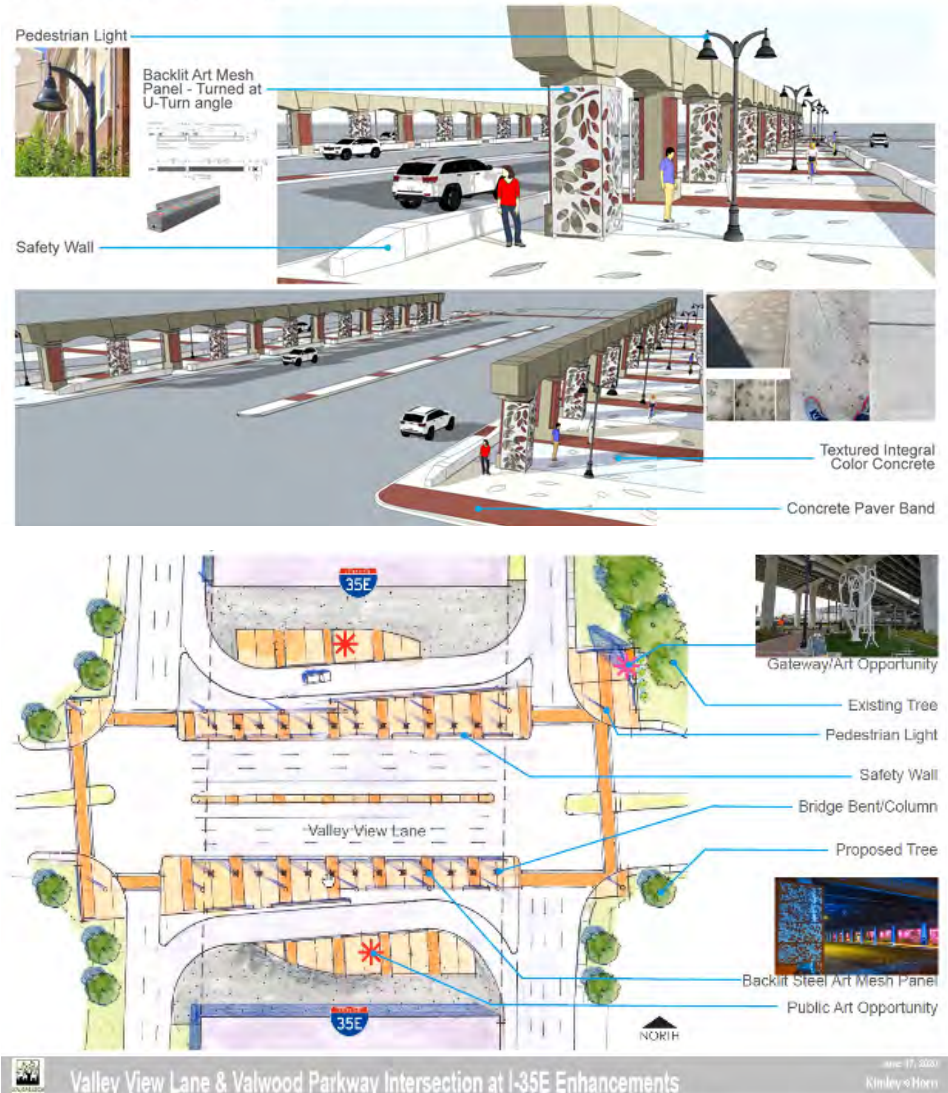 Pedestrian Light
Backlit Art Mesh
Panel - Turned at
U-Turn angle
Safety Wall
Textured Integral
Color Concrete
Concrete Paver Band
35E
Gateway/Art Opportunity
Existing Tree
Pedestrian Light
Safety Wall
Bridge Bent/Column
Valley View Lane
Proposed Tree
Backlit Steel Art Mesh Panel
Public Art Opportunity
35E
NORTH
Valley View Lane & Valwood Parkway Intersection at I-35E Enhancements
June 17, 2020
Kimley»Horn